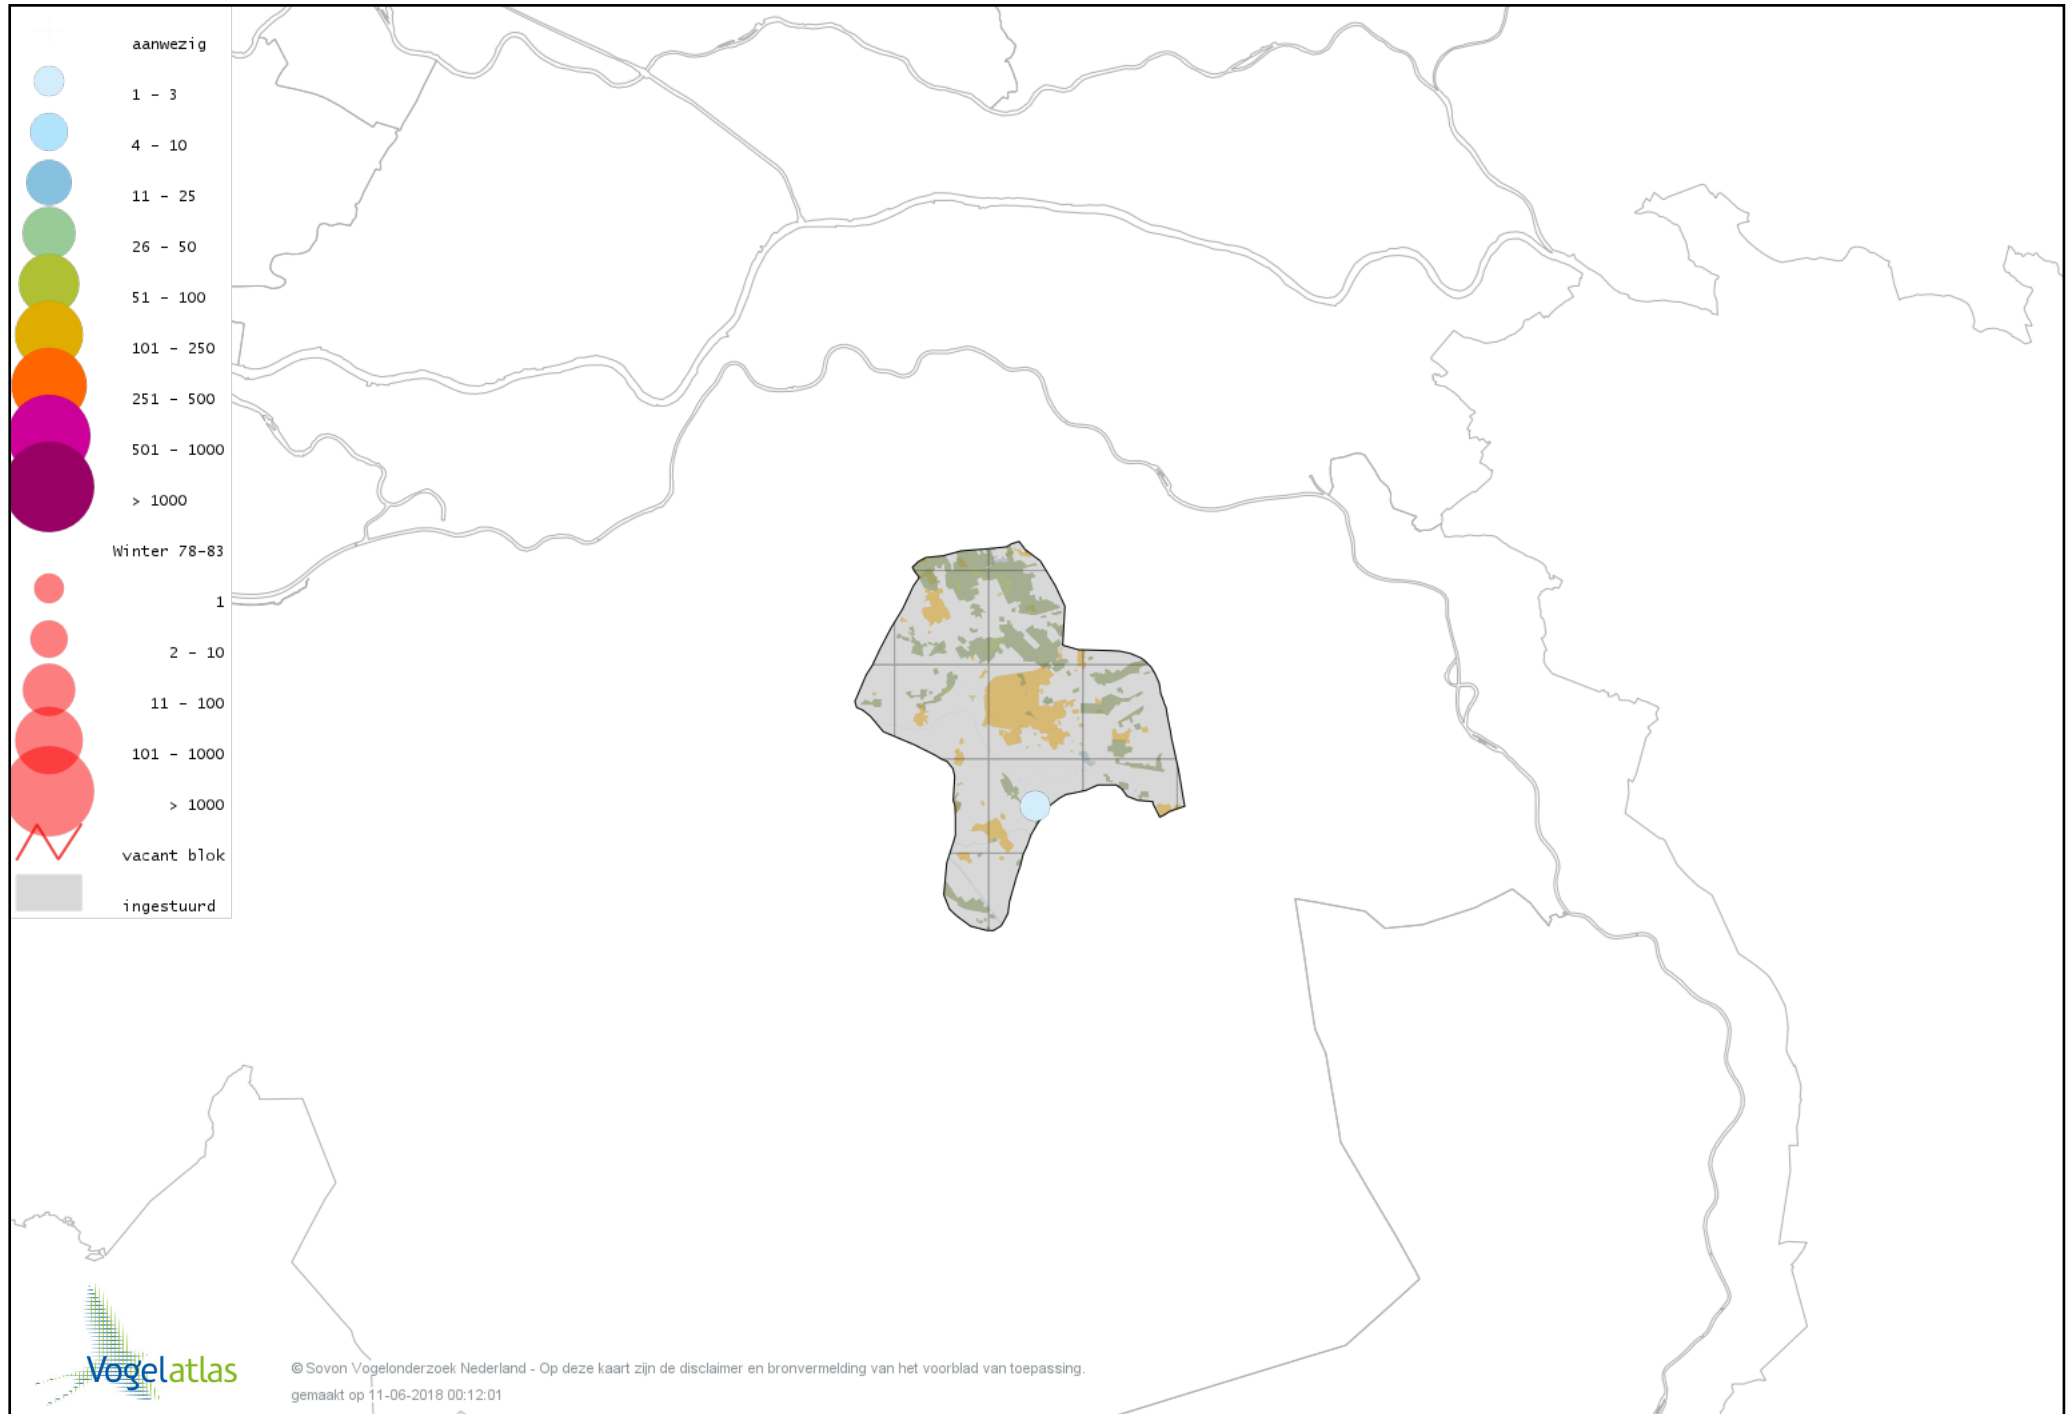 aanwezig
1 - 3
4 - 10
11 - 25
26 - 50
51 - 100
101 - 250
251 - 500
501 - 1000
> 1000
Winter 78-83
1
2 - 10
11 - 100
101 - 1000
> 1000
vacant blok
ingestuurd
Vogelatlas
© Sovon Vogelonderzoek Nederland - Op deze kaart zijn de disclaimer en bronvermelding van het voorblad van toepassing.
gemaakt op 11-06-2018 00:12:01